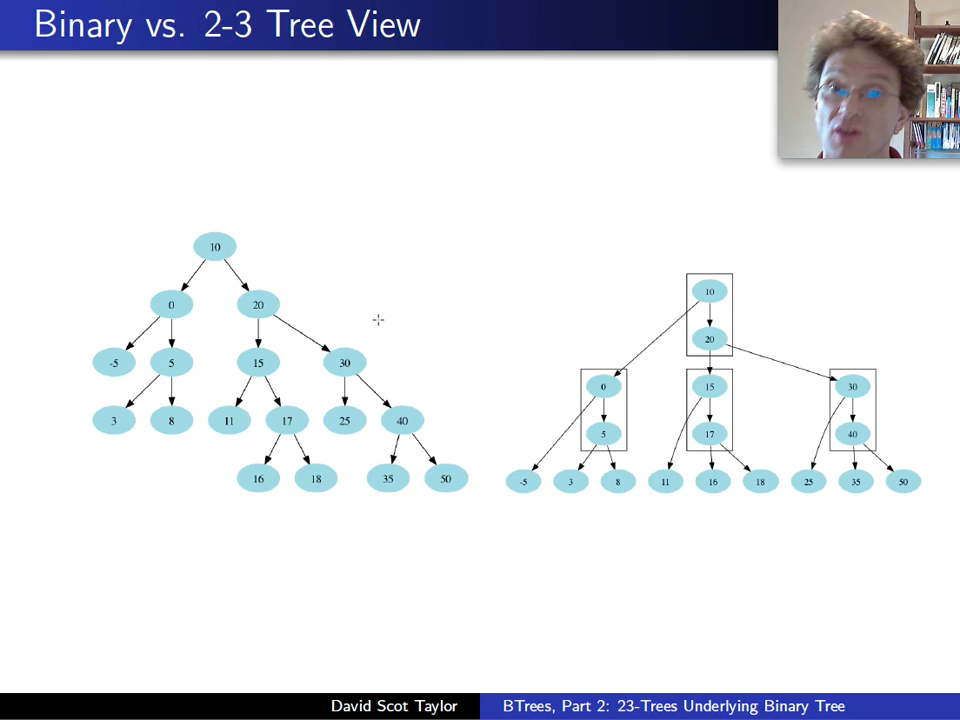 Binary vs. 2-3 Tree View
10
0 20
-5 5 15 30
3 8 11 17 25 40
16 18 35 50
10
20
0 15 30
5 17 40
-5 3 8 11 16 18 25 35 50
David Scot Taylor BTrees, Part 2: 23-Trees Underlying Binary Tree